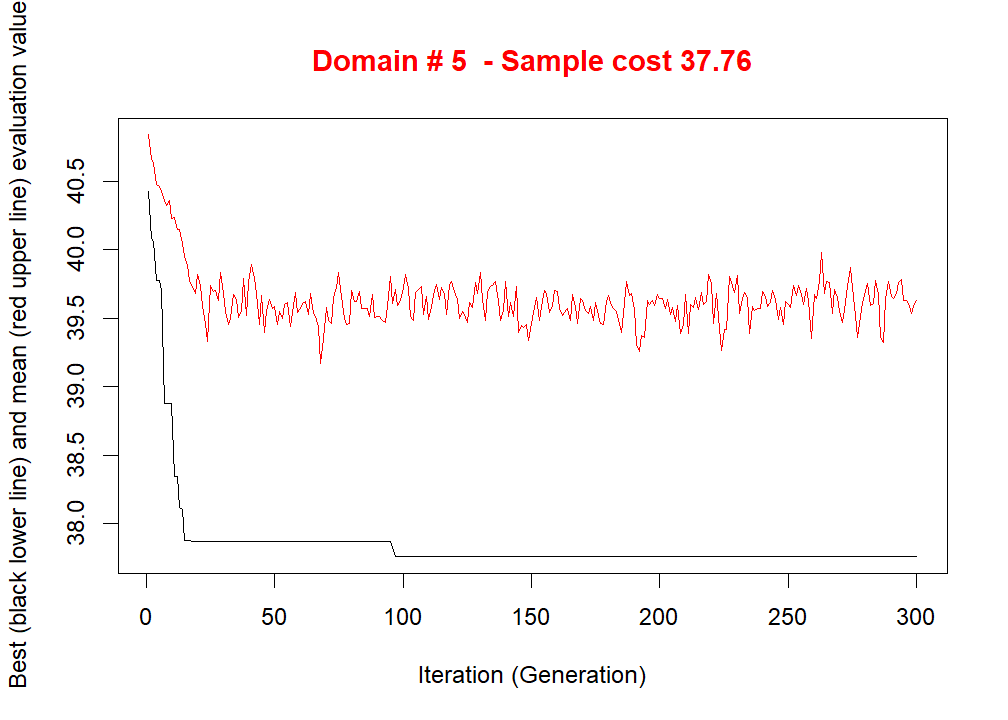 Domain # 5  - Sample cost 37.76
Best (black lower line) and mean (red upper line) evaluation value
40.5
40.0
39.5
39.0
38.5
38.0
0 50 100 150 200 250 300
Iteration (Generation)